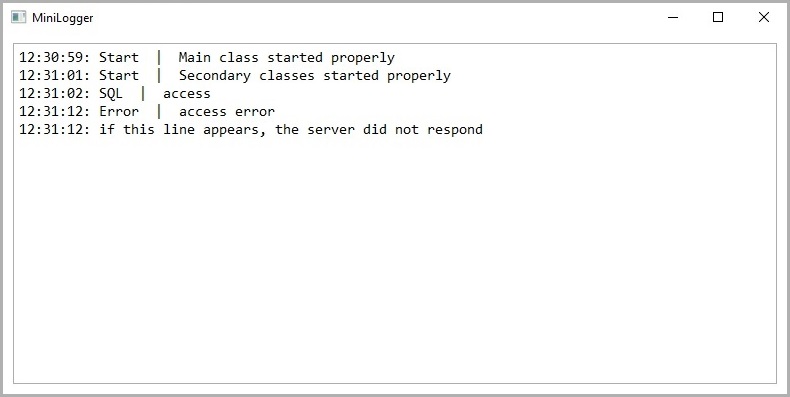 MiniLogger
12:30:59: Start  |  Main class started properly
12:31:01: Start  |  Secondary classes started properly
12:31:02: SQL  |  access
12:31:12: Error  |  access error
12:31:12: if this line appears, the server did not respond